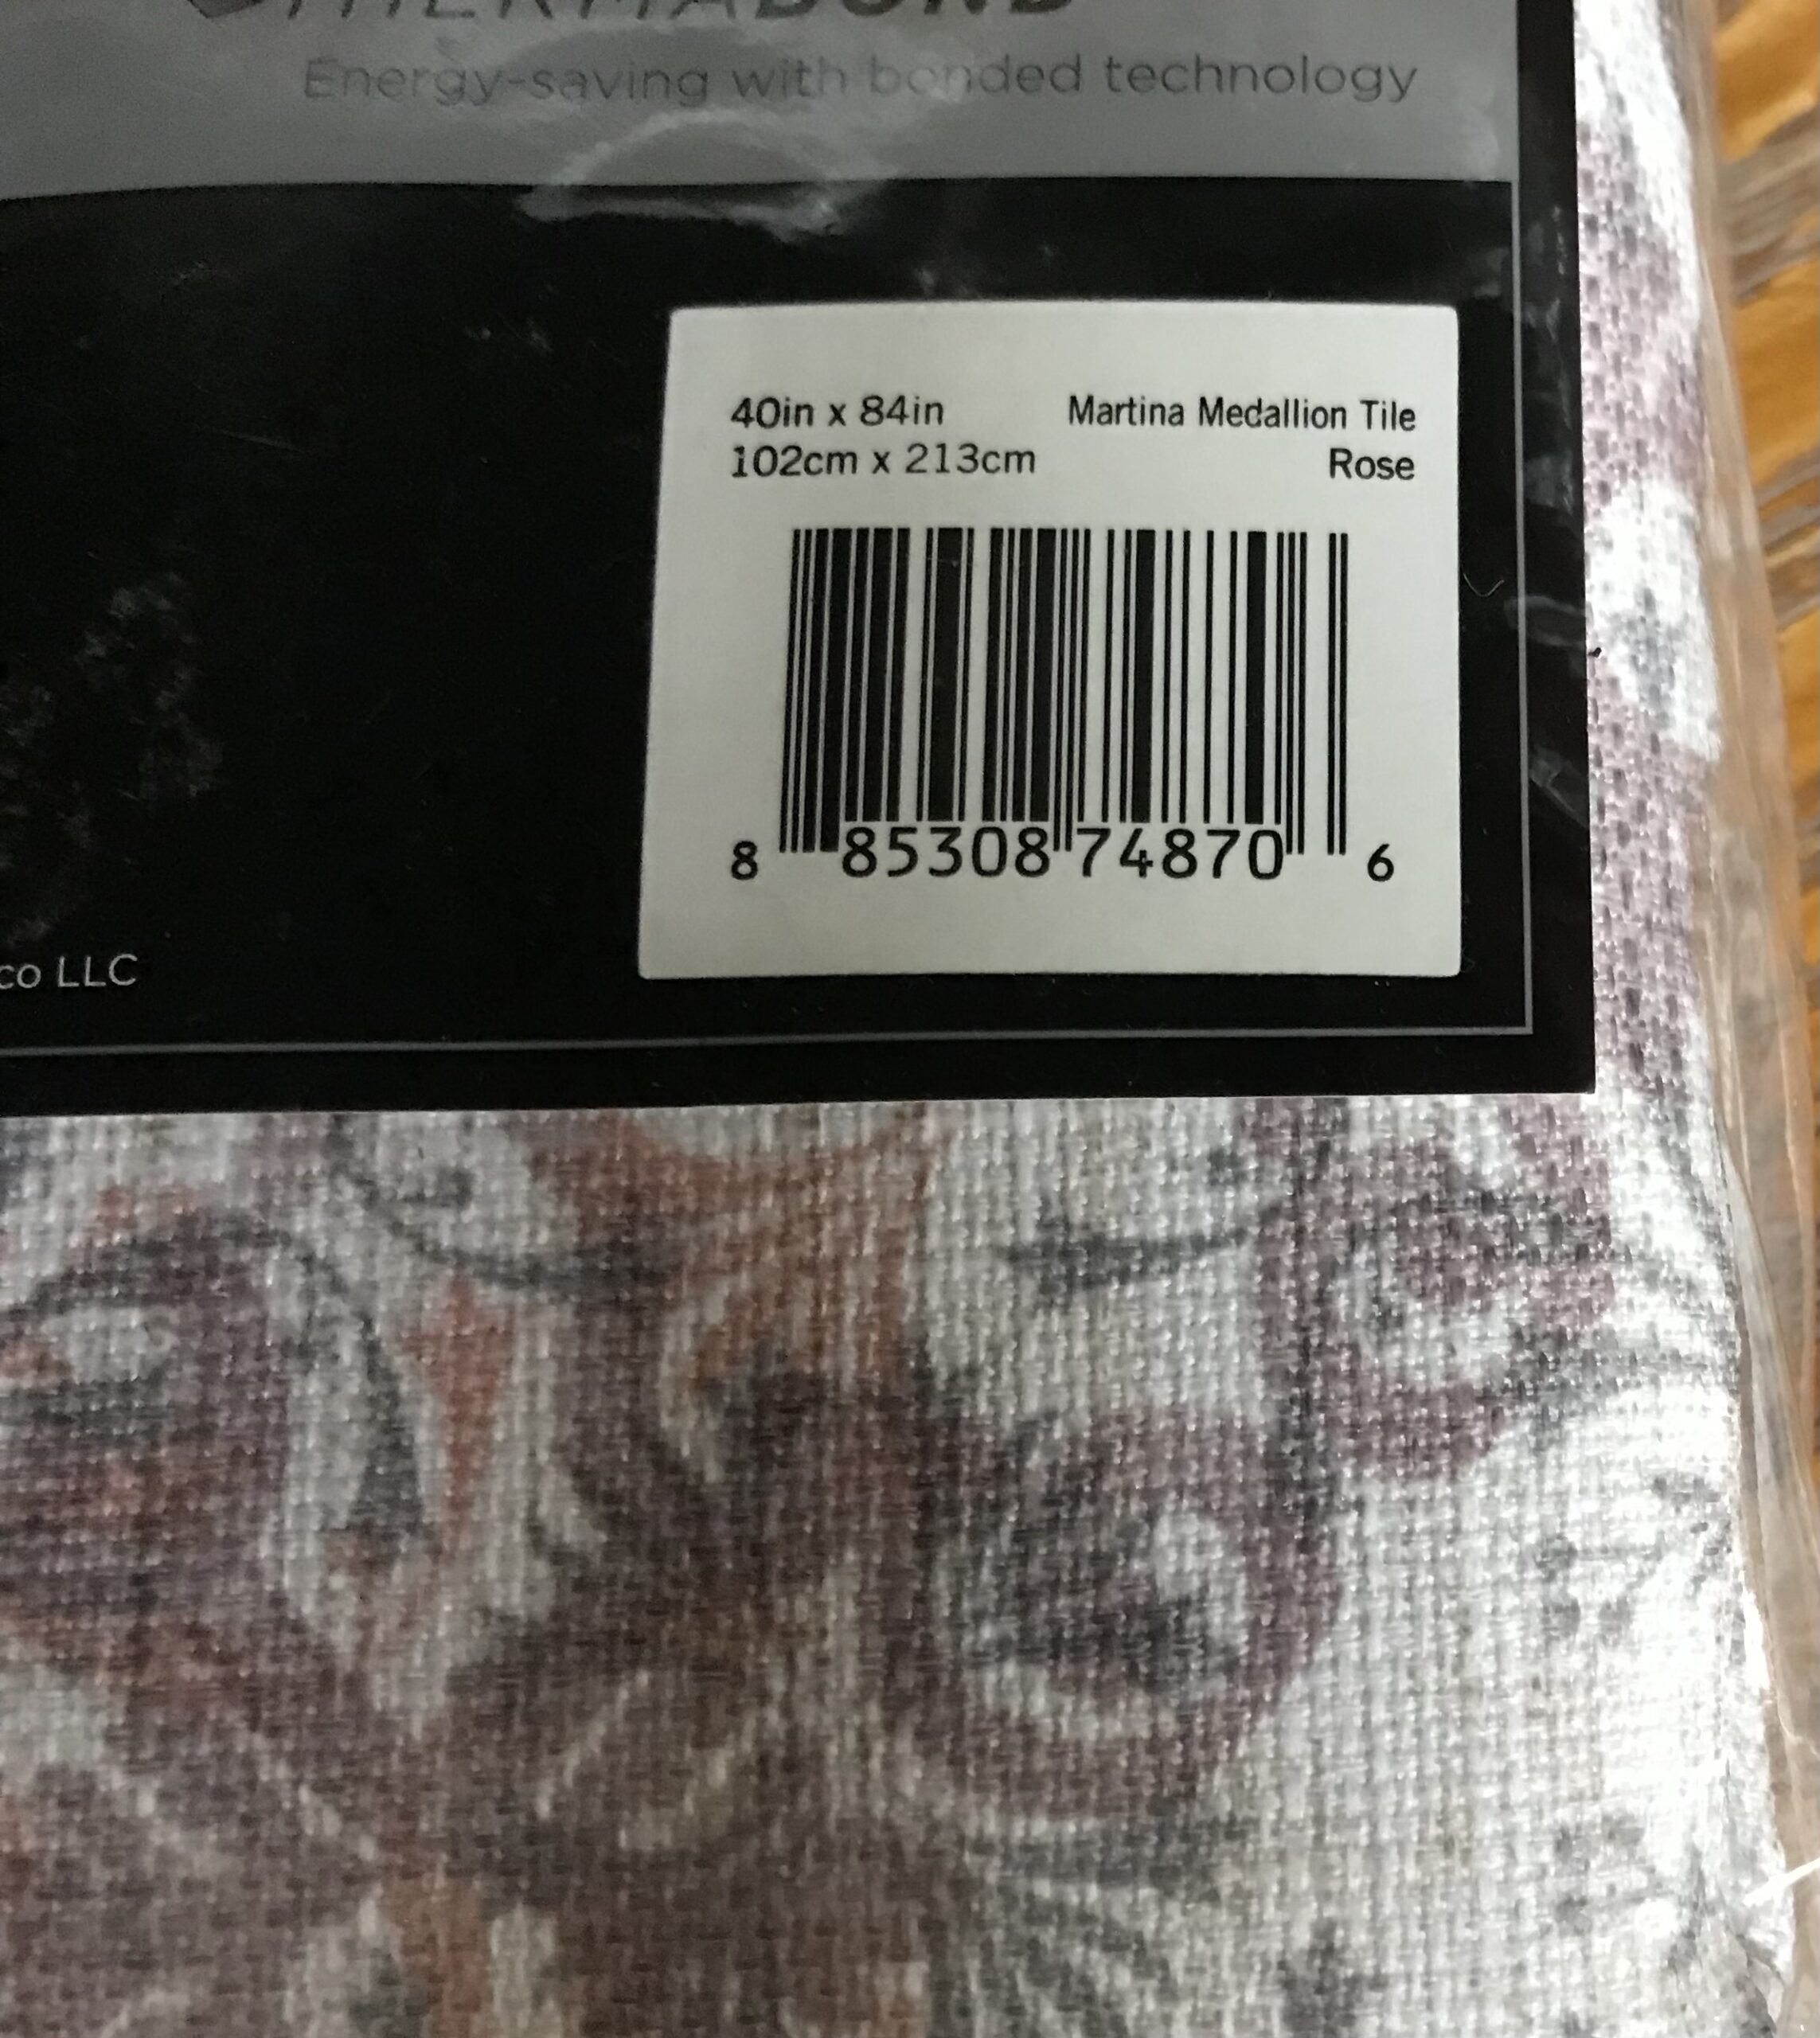 THERMABOND
Energy-saving with bonded technology
40in x 84in
102cm x 213cm
Martina Medallion Tile
Rose
8 85308 74870 6
co LLC